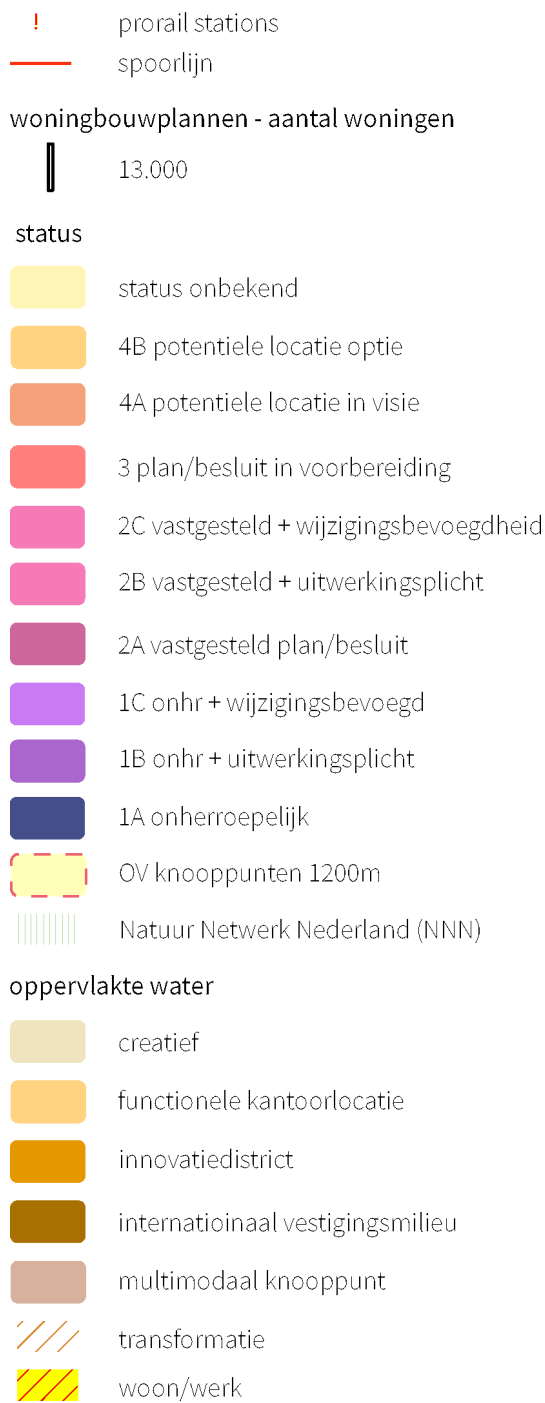 prorail stations
spoorlijn
woningbouwplannen - aantal woningen
13.000
status
status onbekend
4B potentiele locatie optie
4A potentiele locatie in visie
3 plan/besluit in voorbereiding
2C vastgesteld + wijzigingsbevoegdheid
2B vastgesteld + uitwerkingsplicht
2A vastgesteld plan/besluit
1C onhr + wijzigingsbevoegd
1B onhr + uitwerkingsplicht
1A onherroepelijk
OV knooppunten 1200m
Natuur Netwerk Nederland (NNN)
oppervlakte water
creatief
functionele kantoorlocatie
innovatiedistrict
internatioinaal vestigingsmilieu
multimodaal knooppunt
transformatie
woon/werk